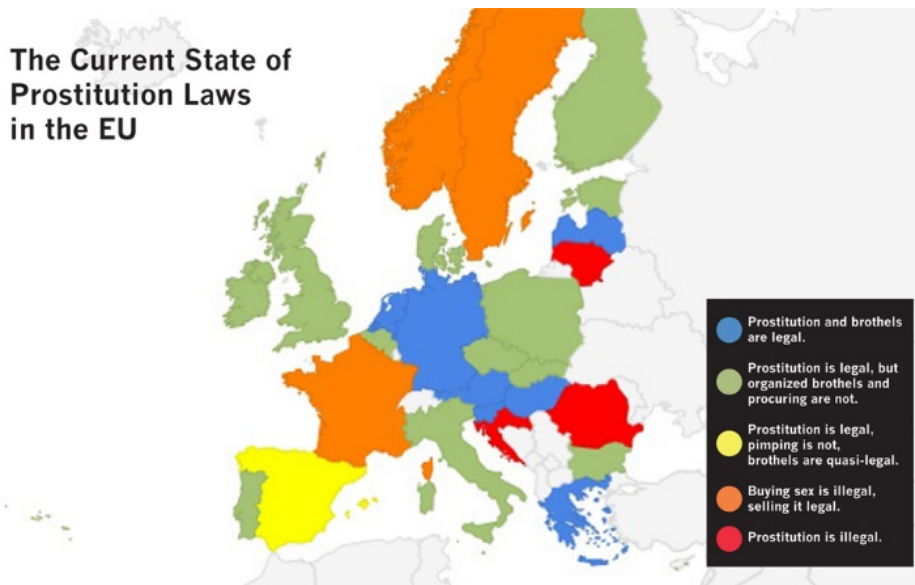 The Current State of
Prostitution Laws
in the EU
Prostitution and brothels
are legal.
Prostitution is legal, but
organized brothels and
procuring are not.
Prostitution is legal,
pimping is not,
brothels are quasi-legal.
Buying sex is illegal,
selling it legal.
Prostitution is illegal.